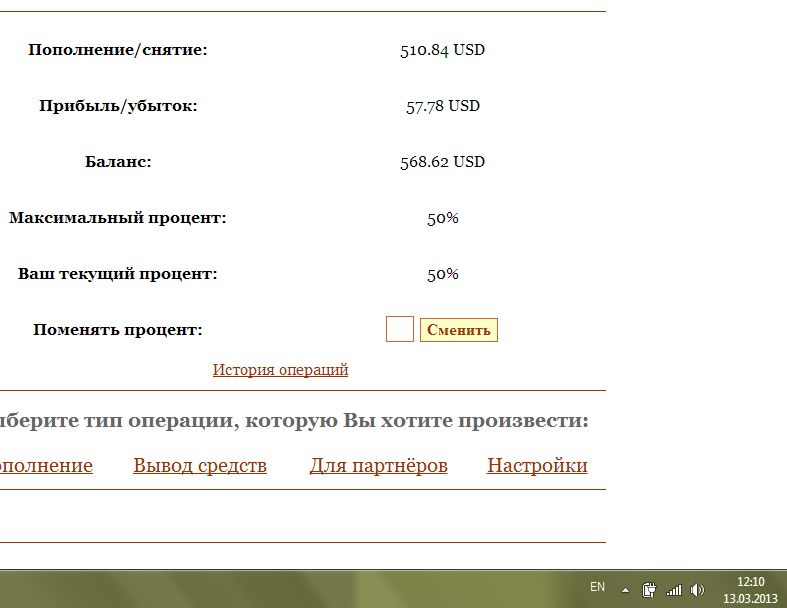 Пополнение/снятие: 510.84 USD
Прибыль/убыток: 57.78 USD
Баланс: 568.62 USD
Максимальный процент: 50%
Ваш текущий процент: 50%
Поменять процент: Сменить
История операций
ыберите тип операции, которую Вы хотите произвести:
ополнение Вывод средств Для партнёров Настройки
EN 12:10
13.03.2013